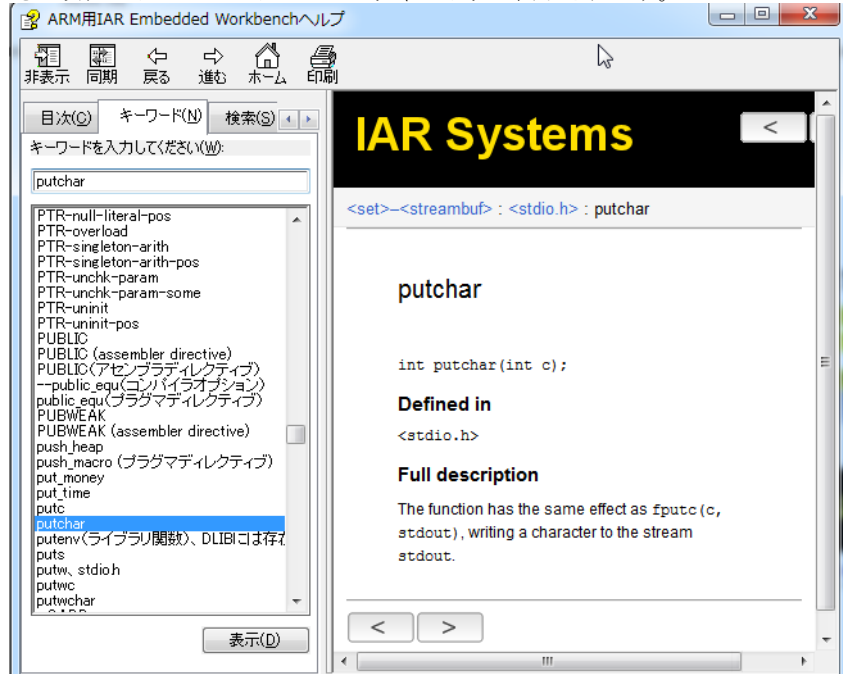 ARM用IAR Embedded Workbenchヘルプ
非表示 同期 戻る 進む ホーム 印刷
目次(C) キーワード(N) 検索(S)
キーワードを入力してください(W):
putchar
PTR-null-literal-pos
PTR-overload
PTR-singleton-arith
PTR-singleton-arith-pos
PTR-unchk-param
PTR-unchk-param-some
PTR-uninit
PTR-uninit-pos
PUBLIC
PUBLIC (assembler directive)
PUBLIC(アセンブラディレクティブ)
--public_equ(コンパイラオプション)
public_equ(プラグマディレクティブ)
PUBWEAK
PUBWEAK (assembler directive)
push_heap
push_macro (プラグマディレクティブ)
put_money
put_time
putc
putchar
putenv(ライブラリ関数)、DLIBには存在
puts
putw、stdio.h
putwc
putwchar
表示(D)
IAR Systems
<
<set>–<streambuf> : <stdio.h> : putchar
putchar
int putchar(int c);
Defined in
<stdio.h>
Full description
The function has the same effect as fputc(c,
stdout), writing a character to the stream
stdout.
< >